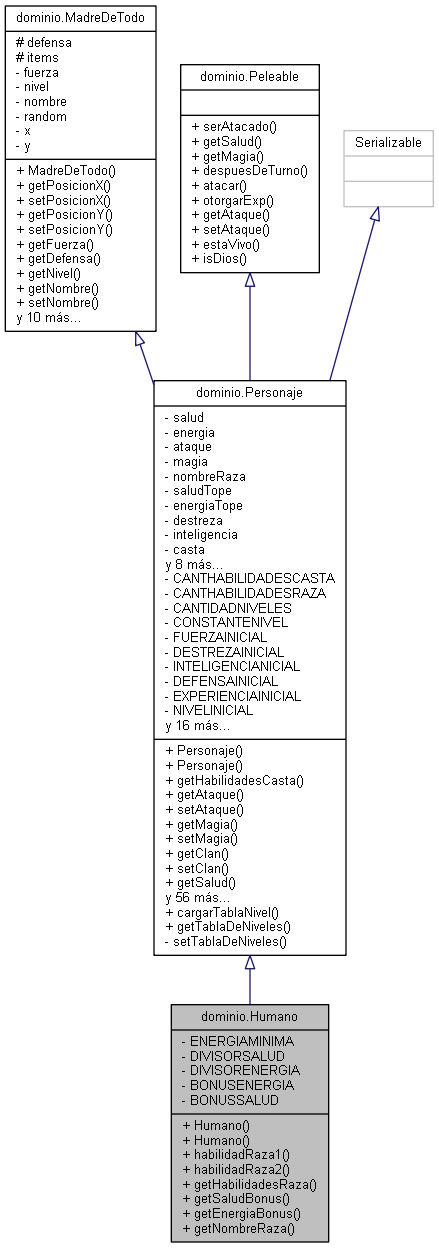 dominio.MadreDeTodo
# defensa
# items
- fuerza
- nivel
- nombre
- random
- x
- y
+ MadreDeTodo()
+ getPosicionX()
+ setPosicionX()
+ getPosicionY()
+ setPosicionY()
+ getFuerza()
+ getDefensa()
+ getNivel()
+ getNombre()
+ setNombre()
y 10 más...
dominio.Peleable
+ serAtacado()
+ getSalud()
+ getMagia()
+ despuesDeTurno()
+ atacar()
+ otorgarExp()
+ getAtaque()
+ setAtaque()
+ estaVivo()
+ isDios()
Serializable
dominio.Personaje
- salud
- energia
- ataque
- magia
- nombreRaza
- saludTope
- energiaTope
- destreza
- inteligencia
- casta
y 8 más...
- CANTHABILIDADESCASTA
- CANTHABILIDADESRAZA
- CANTIDADNIVELES
- CONSTANTENIVEL
- FUERZAINICIAL
- DESTREZAINICIAL
- INTELIGENCIANICIAL
- DEFENSAINICIAL
- EXPERIENCIAINICIAL
- NIVELINICIAL
y 16 más...
+ Personaje()
+ Personaje()
+ getHabilidadesCasta()
+ getAtaque()
+ setAtaque()
+ getMagia()
+ setMagia()
+ getClan()
+ setClan()
+ getSalud()
y 56 más...
+ cargarTablaNivel()
+ getTablaDeNiveles()
- setTablaDeNiveles()
dominio.Humano
- ENERGIAMINIMA
- DIVISORSALUD
- DIVISORENERGIA
- BONUSENERGIA
- BONUSSALUD
+ Humano()
+ Humano()
+ habilidadRaza1()
+ habilidadRaza2()
+ getHabilidadesRaza()
+ getSaludBonus()
+ getEnergiaBonus()
+ getNombreRaza()